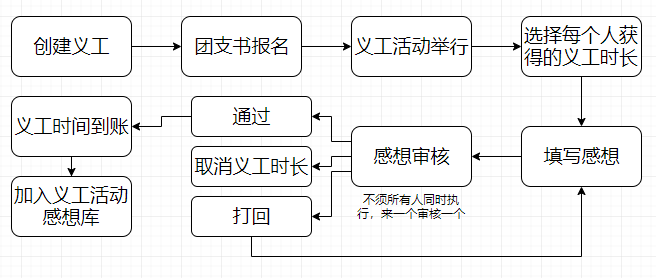 创建义工
团支书报名
义工活动举行
选择每个人获
得的义工时长
义工时间到账
通过
感想审核
填写感想
取消义工时长
加入义工活动
感想库
打回
不须所有人同时执
行，来一个审核一个